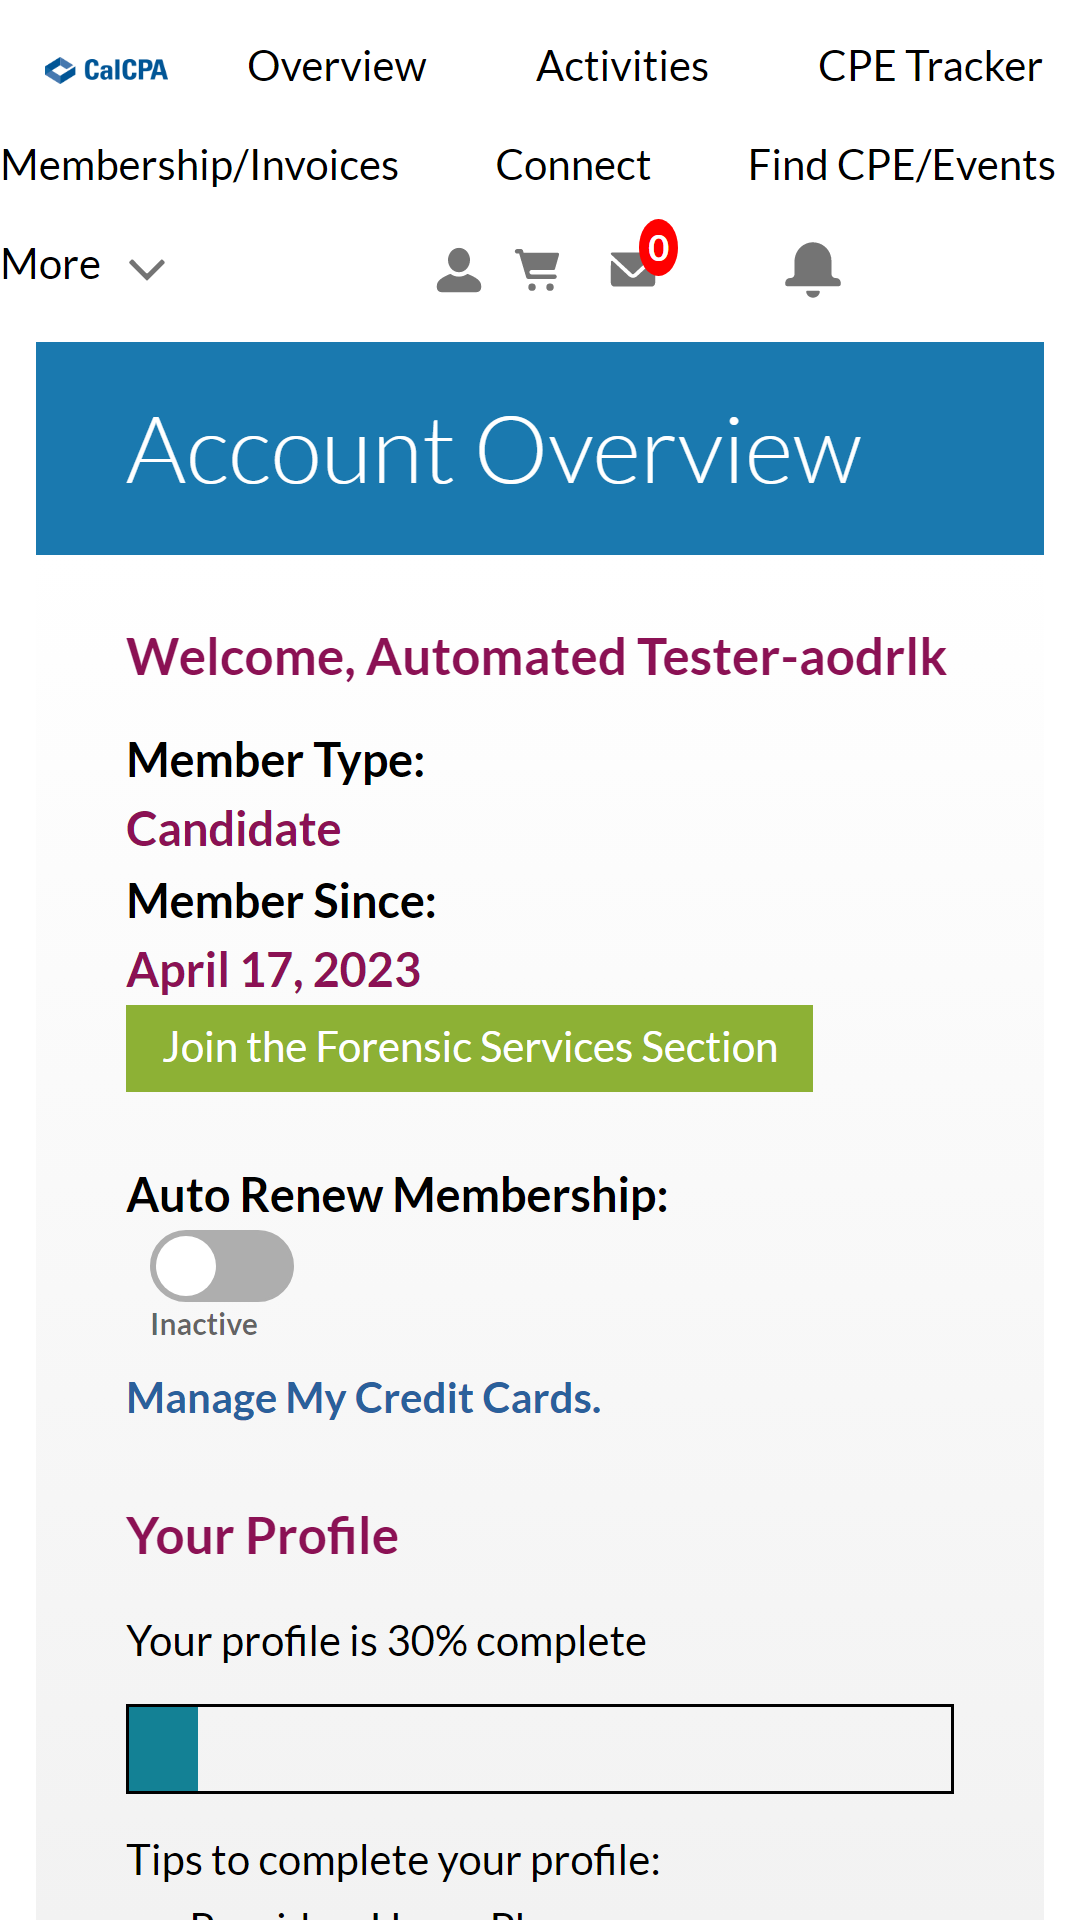 CalCPA Overview Activities CPE Tracker
Membership/Invoices Connect Find CPE/Events
More 0
Account Overview
Welcome, Automated Tester-aodrlk
Member Type:
Candidate
Member Since:
April 17, 2023
Join the Forensic Services Section
Auto Renew Membership:
Inactive
Manage My Credit Cards.
Your Profile
Your profile is 30% complete
Tips to complete your profile: